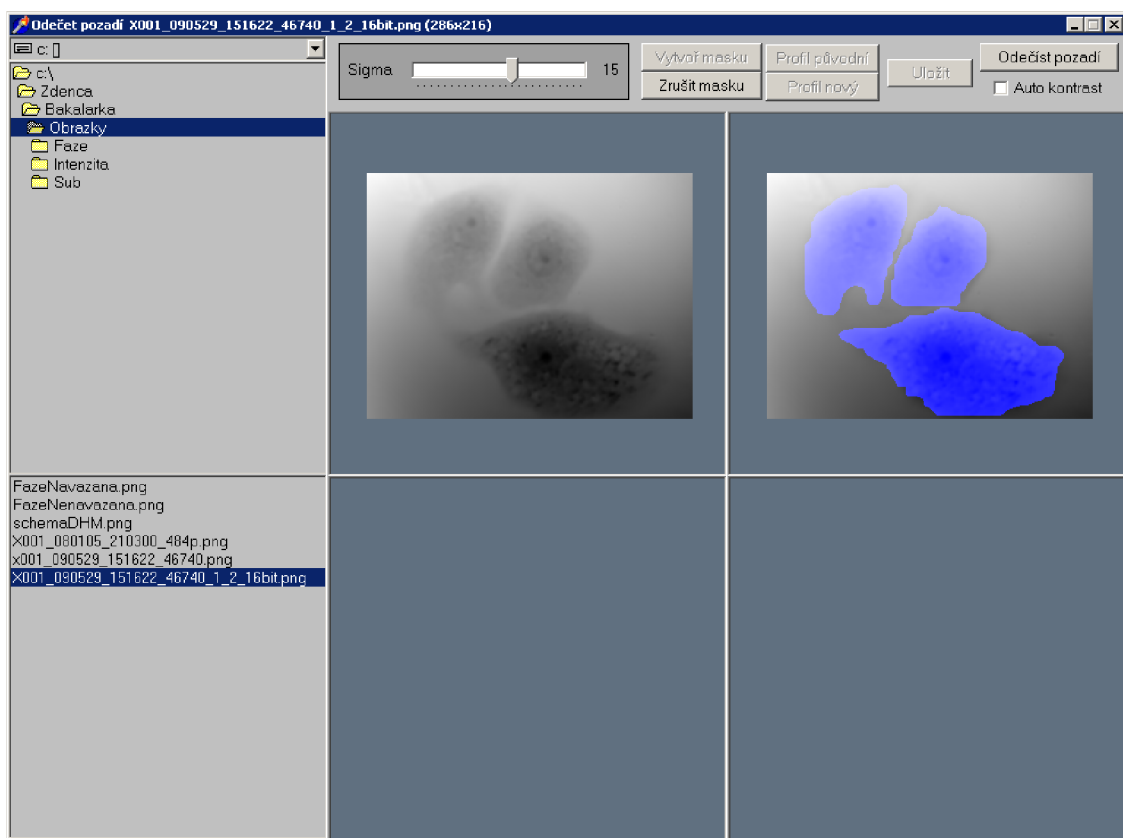 Odečet pozadí X001_090529_151622_46740_1_2_16bit.png (286x216)
c: []
c:\
Zdenca
Bakalarka
Obrazky
Faze
Intenzita
Sub
Sigma 15
Vytvoř masku
Zrušit masku
Profil původní
Profil nový
Uložit
Odečíst pozadí
Auto kontrast
FazeNavazana.png
FazeNenavazana.png
schemaDHM.png
X001_080105_210300_484p.png
x001_090529_151622_46740.png
X001_090529_151622_46740_1_2_16bit.png